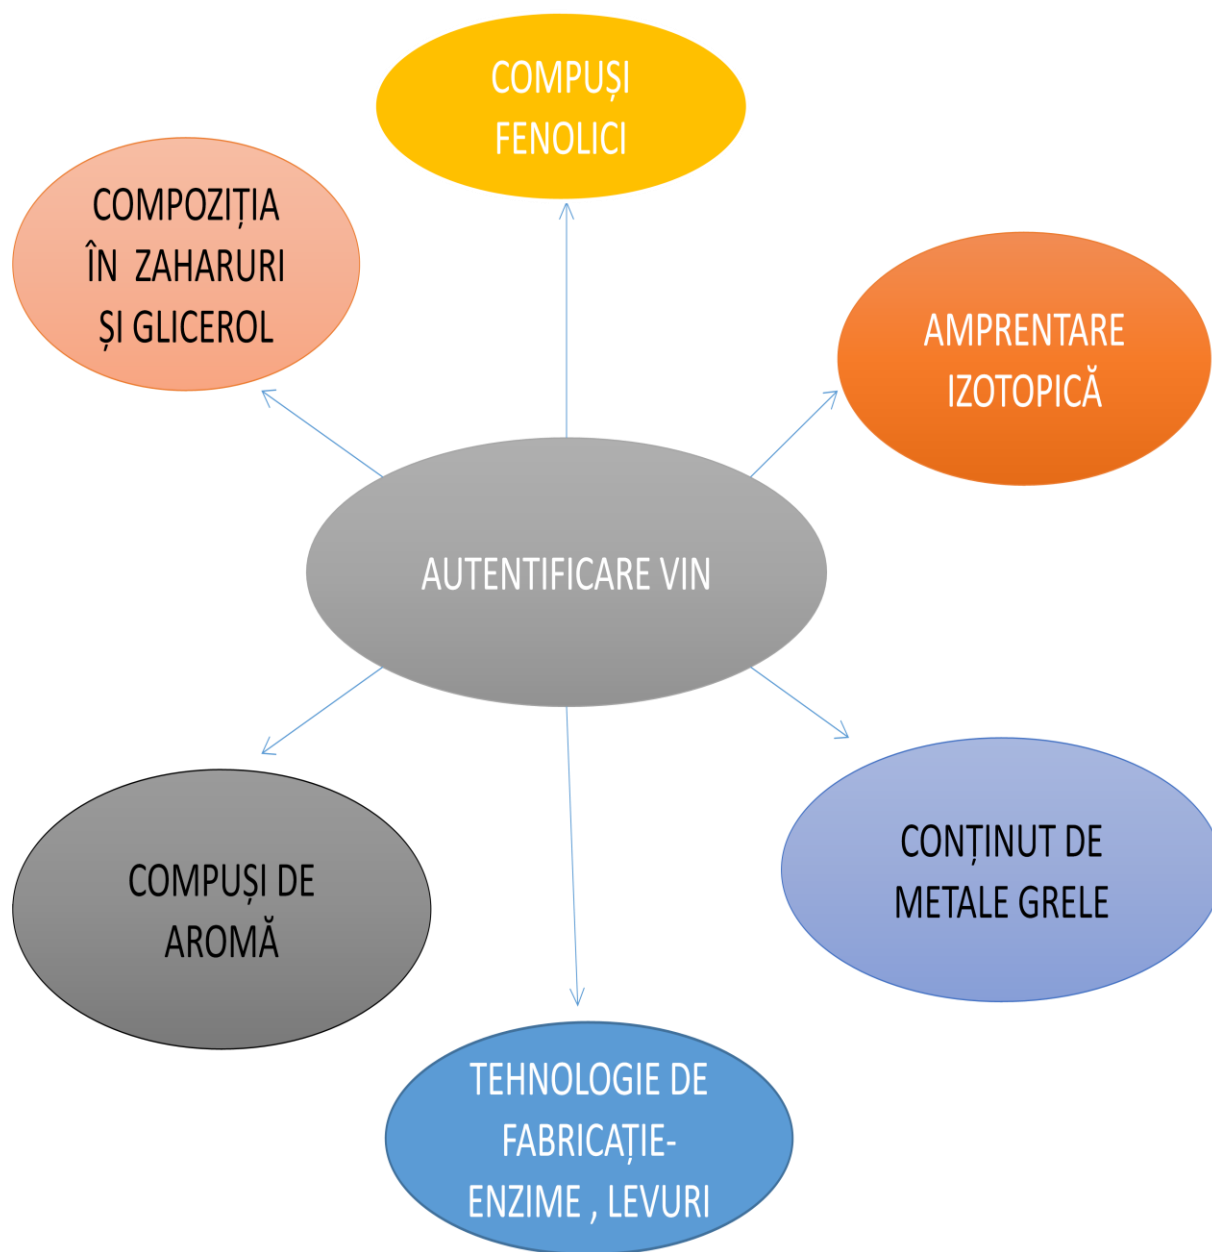 COMPUȘI
FENOLICI
COMPOZIȚIA
ÎN ZAHARURI
ȘI GLICEROL
AMPRENTARE
IZOTOPICĂ
AUTENTIFICARE VIN
COMPUȘI DE
AROMĂ
CONȚINUT DE
METALE GRELE
TEHNOLOGIE DE
FABRICAȚIE-
ENZIME , LEVURI